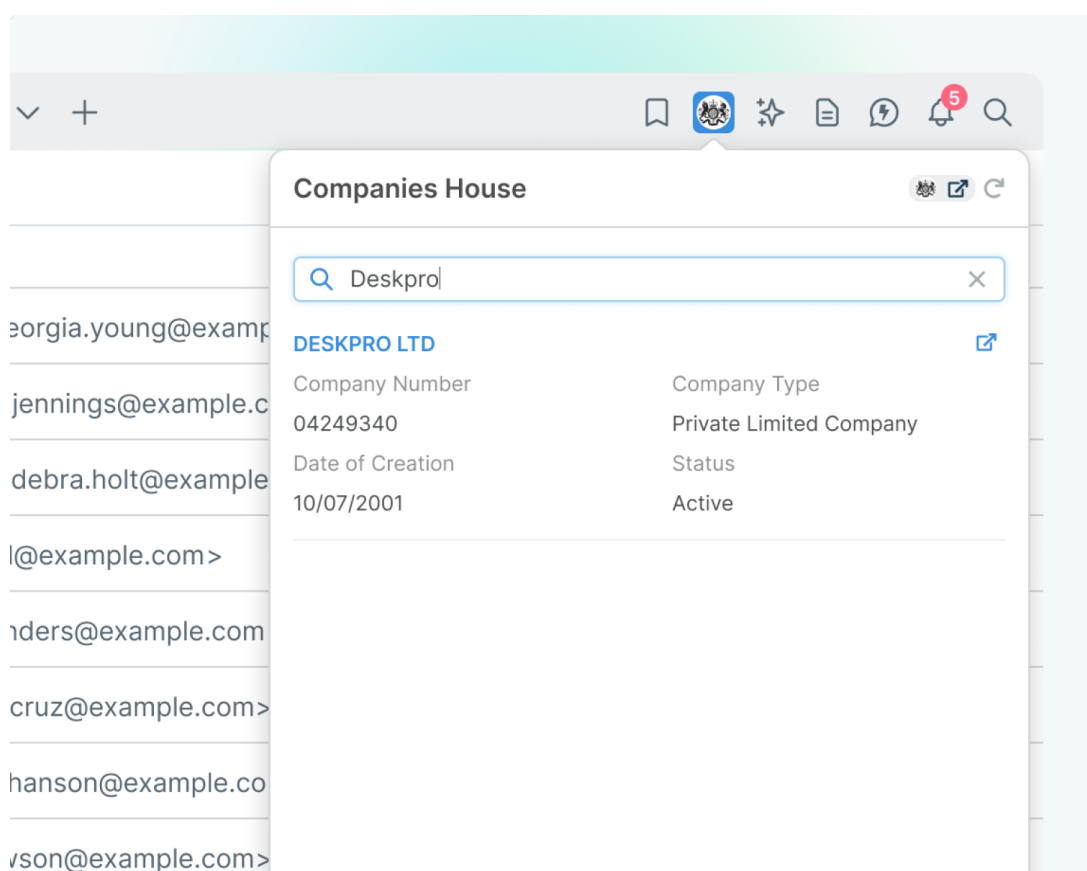 5
Companies House
Deskpro
DESKPRO LTD
Company Number Company Type
04249340 Private Limited Company
Date of Creation Status
10/07/2001 Active
eorgia.young@examp
jennings@example.c
debra.holt@example
l@example.com>
nders@example.com
cruz@example.com>
hanson@example.co
wson@example.com>